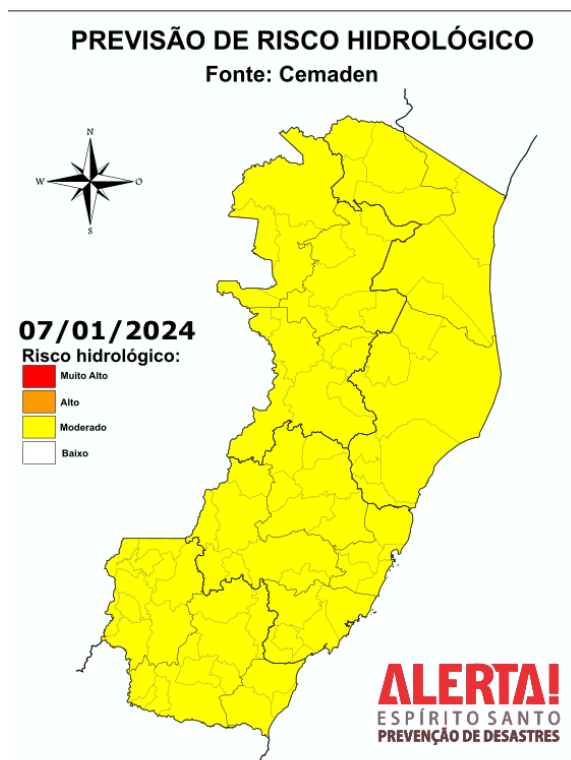 PREVISÃO DE RISCO HIDROLÓGICO
Fonte: Cemaden
N
W
O
S
07/01/2024
Risco hidrológico:
Muito Alto
Alto
Moderado
Baixo
ALERTA!
ESPÍRITO SANTO
PREVENÇÃO DE DESASTRES